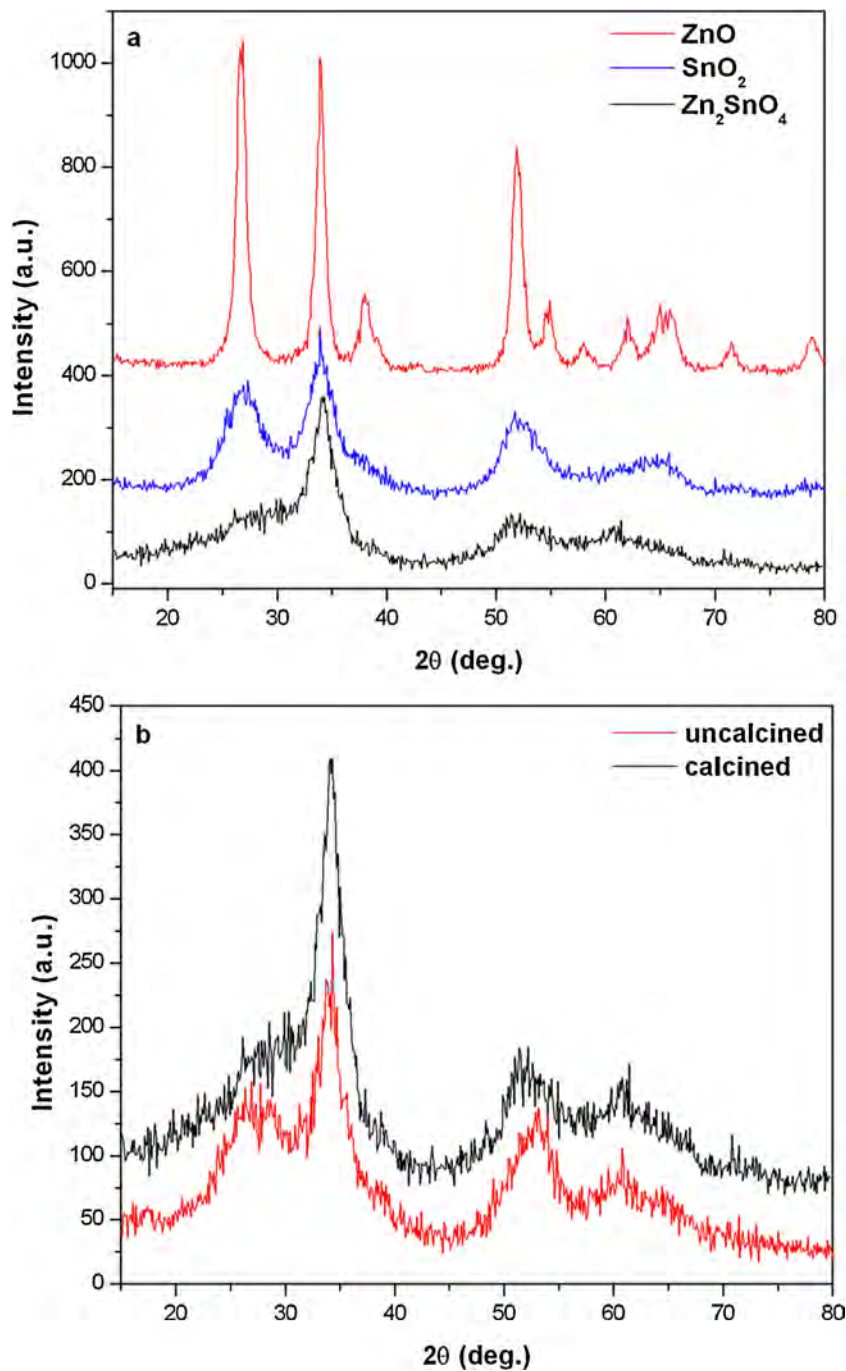 a
ZnO
SnO₂
Zn₂SnO₄
1000
800
600
400
200
0
Intensity (a.u.)
20 30 40 50 60 70 80
2θ (deg.)
b
uncalcined
calcined
450
400
350
300
250
200
150
100
50
0
Intensity (a.u.)
20 30 40 50 60 70 80
2θ (deg.)